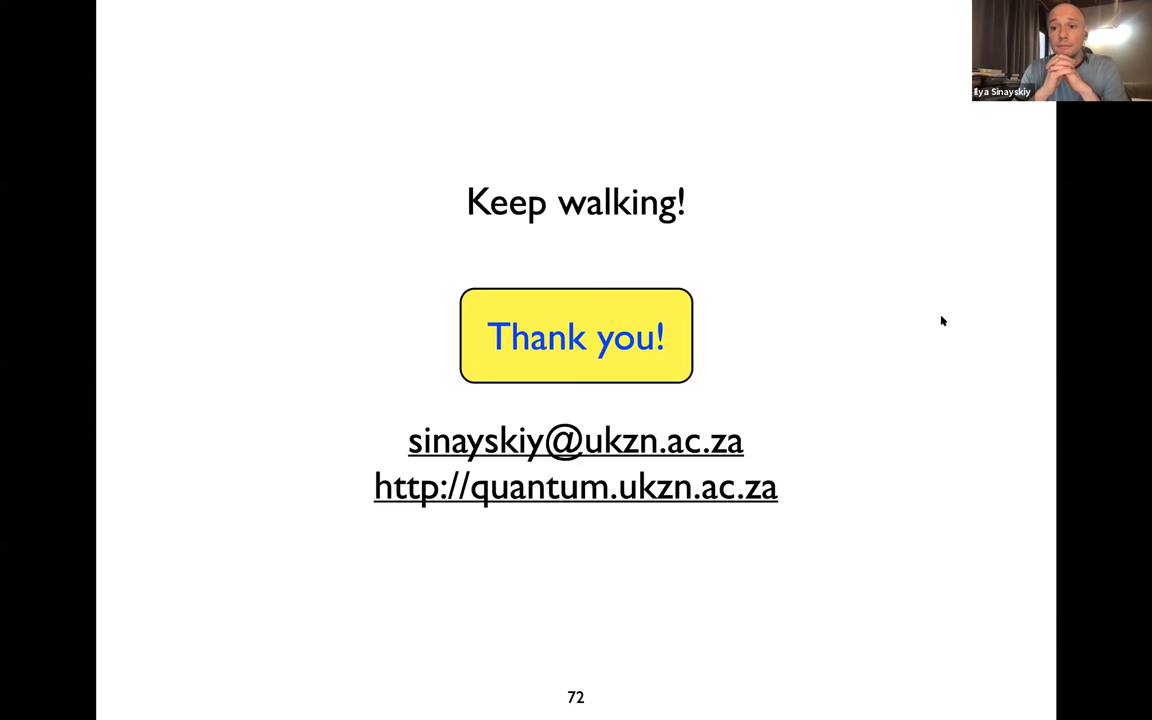 Ilya Sinayskiy
Keep walking!
Thank you!
sinayskiy@ukzn.ac.za
http://quantum.ukzn.ac.za
72